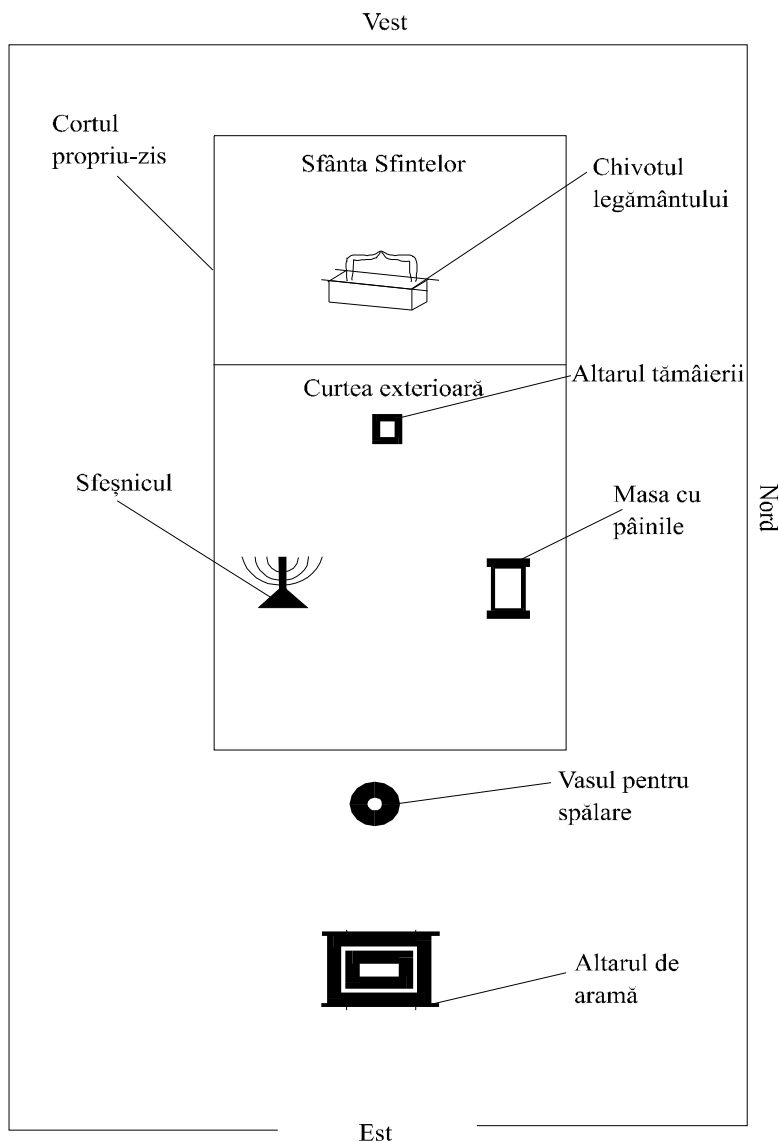 Vest
Cortul
propriu-zis
Sfânta Sfintelor
Chivotul
legământului
Altarul tămâierii
Curtea exterioară
Sfeșnicul
Masa cu
pâinile
Nord
Vasul pentru
spălare
Altarul de
aramă
Est